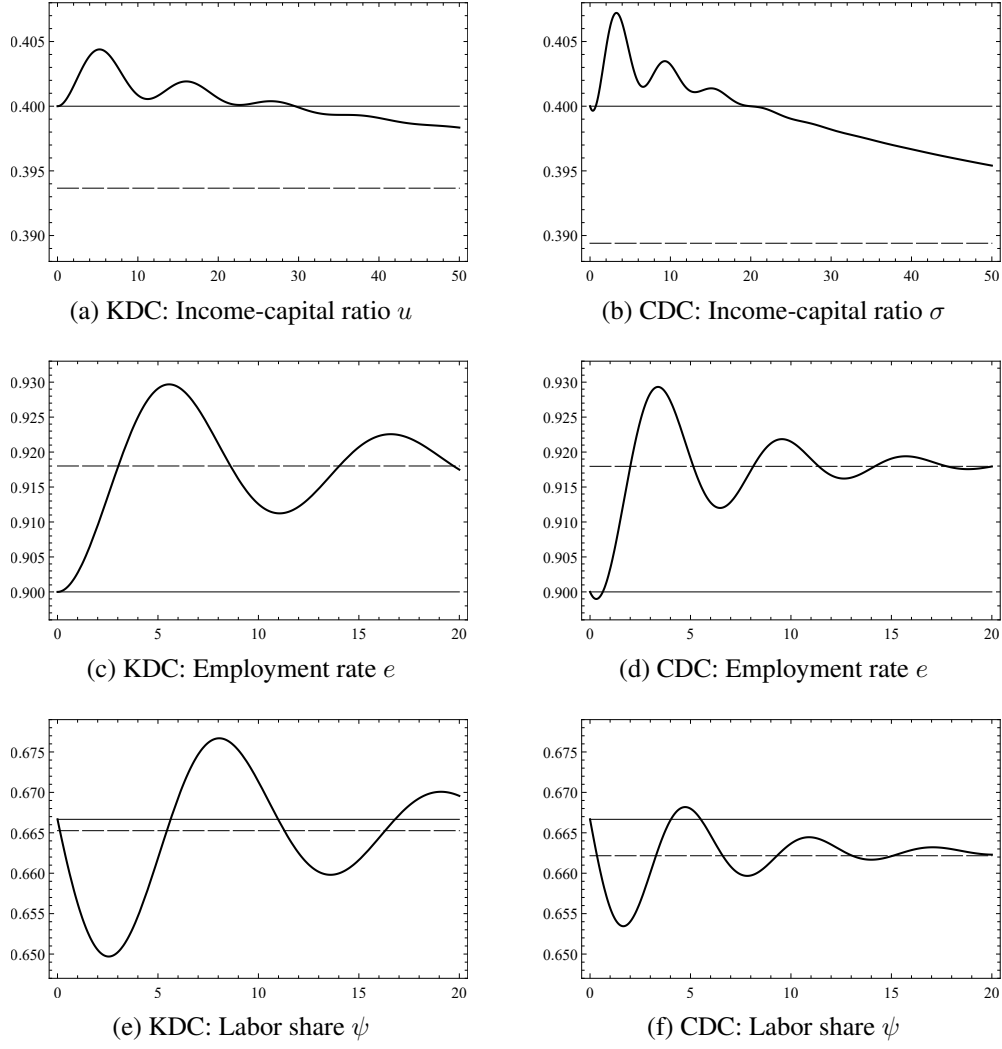 0.405
0.400
0.395
0.390
0 10 20 30 40 50
(a) KDC: Income-capital ratio u
0.405
0.400
0.395
0.390
0 10 20 30 40 50
(b) CDC: Income-capital ratio σ
0.930
0.925
0.920
0.915
0.910
0.905
0.900
0 5 10 15 20
(c) KDC: Employment rate e
0.930
0.925
0.920
0.915
0.910
0.905
0.900
0 5 10 15 20
(d) CDC: Employment rate e
0.675
0.670
0.665
0.660
0.655
0.650
0 5 10 15 20
(e) KDC: Labor share ψ
0.675
0.670
0.665
0.660
0.655
0.650
0 5 10 15 20
(f) CDC: Labor share ψ